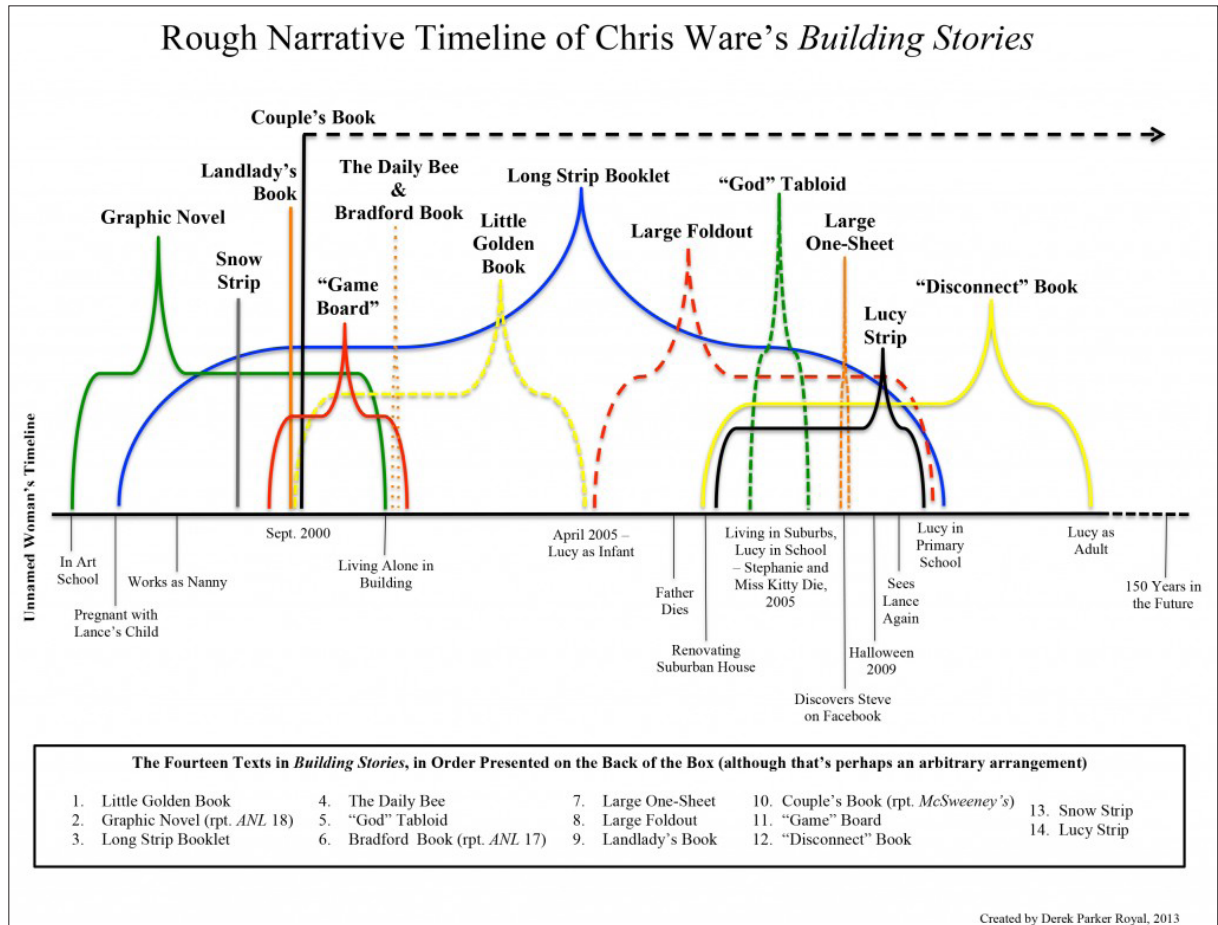 Rough Narrative Timeline of Chris Ware's Building Stories
Couple's Book
Landlady's
Book
The Daily Bee
&
Bradford Book
Long Strip Booklet
"God" Tabloid
Graphic Novel
Little
Golden
Book
Large Foldout
Large
One-Sheet
Snow
Strip
"Game
Board"
"Disconnect" Book
Lucy
Strip
Unnamed Woman's Timeline
In Art
School
Pregnant with
Lance's Child
Works as Nanny
Sept. 2000
Living Alone in
Building
April 2005 –
Lucy as Infant
Father
Dies
Renovating
Suburban House
Living in Suburbs,
Lucy in School
– Stephanie and
Miss Kitty Die,
2005
Discovers Steve
on Facebook
Halloween
2009
Sees
Lance
Again
Lucy in
Primary
School
Lucy as
Adult
150 Years in
the Future
The Fourteen Texts in Building Stories, in Order Presented on the Back of the Box (although that's perhaps an arbitrary arrangement)
1. Little Golden Book
2. Graphic Novel (rpt. ANL 18)
3. Long Strip Booklet
4. The Daily Bee
5. "God" Tabloid
6. Bradford Book (rpt. ANL 17)
7. Large One-Sheet
8. Large Foldout
9. Landlady's Book
10. Couple's Book (rpt. McSweeney's)
11. "Game" Board
12. "Disconnect" Book
13. Snow Strip
14. Lucy Strip
Created by Derek Parker Royal, 2013